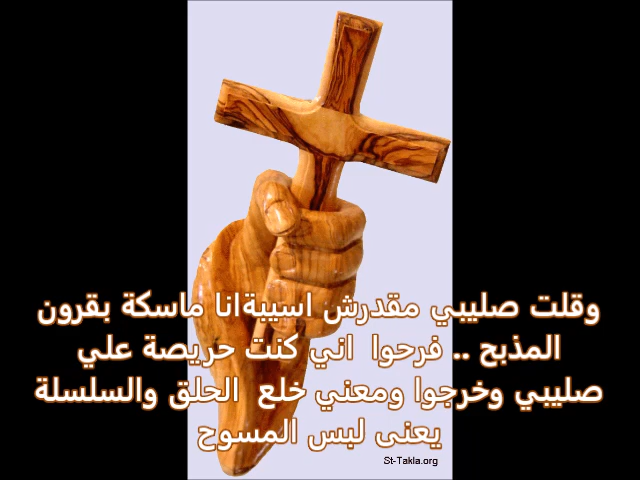 وقلت صليبي مقدرش اسيبةانا ماسكة بقرون
المذبح .. فرحوا  اني كنت حريصة علي
صليبي وخرجوا ومعني خلع  الحلق والسلسلة
يعنى لبس المسوح
St-Takla.org